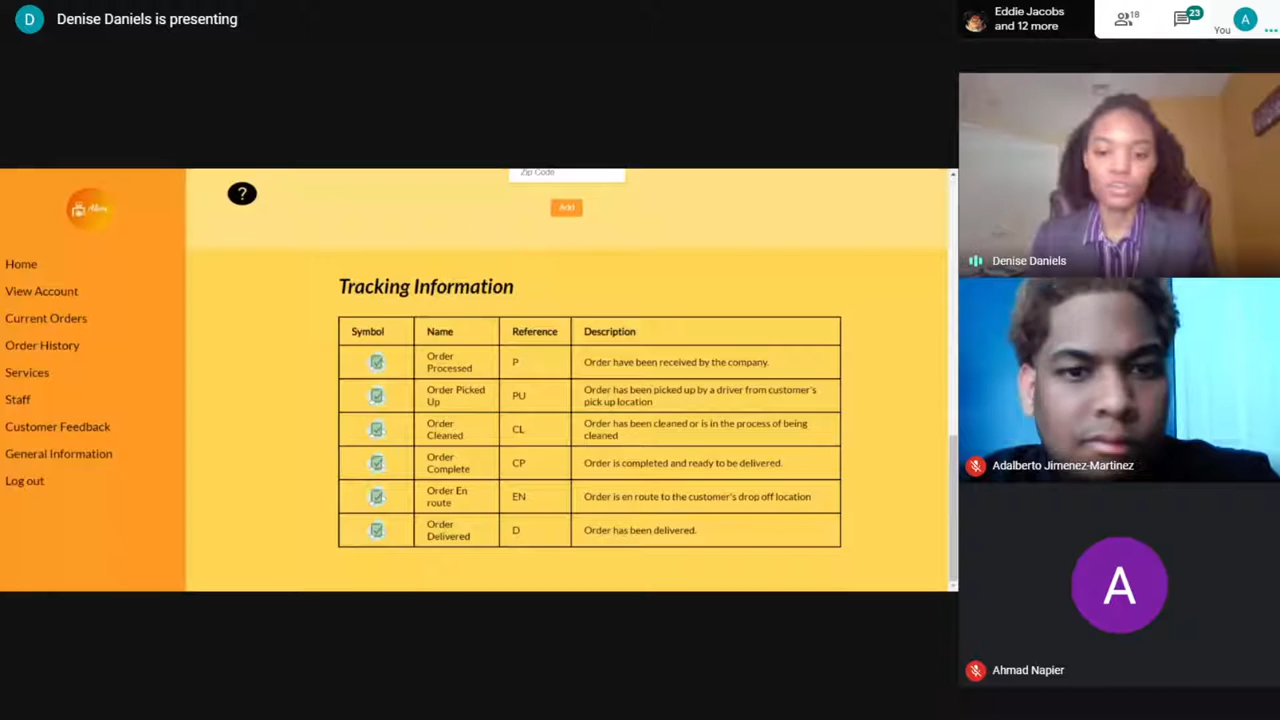 D Denise Daniels is presenting
Eddie Jacobs
and 12 more
18
23
You
A
Zip Code
?
Add
Home
View Account
Current Orders
Order History
Services
Staff
Customer Feedback
General Information
Log out
Tracking Information
Symbol Name Reference Description
Order
Processed
P
Order have been received by the company.
Order Picked
Up
PU
Order has been picked up by a driver from customer's
pick up location
Order
Cleaned
CL
Order has been cleaned or is in the process of being
cleaned
Order
Complete
CP
Order is completed and ready to be delivered.
Order En
route
EN
Order is en route to the customer's drop off location
Order
Delivered
D
Order has been delivered.
Denise Daniels
Adalberto Jimenez-Martinez
A
Ahmad Napier